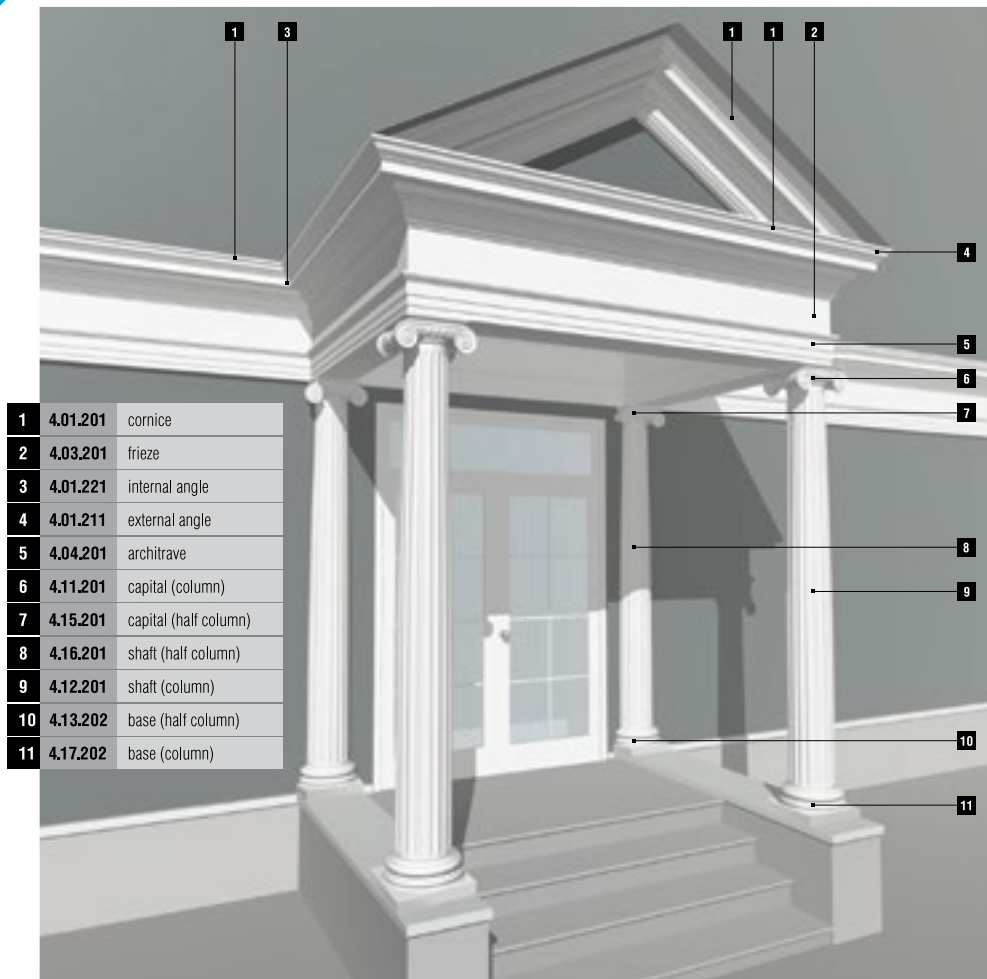 1 3 1 1 2
4
5
6
7
1 4.01.201 cornice
2 4.03.201 frieze
3 4.01.221 internal angle
4 4.01.211 external angle
5 4.04.201 architrave
6 4.11.201 capital (column)
7 4.15.201 capital (half column)
8 4.16.201 shaft (half column)
9 4.12.201 shaft (column)
10 4.13.202 base (half column)
11 4.17.202 base (column)
8
9
10
11